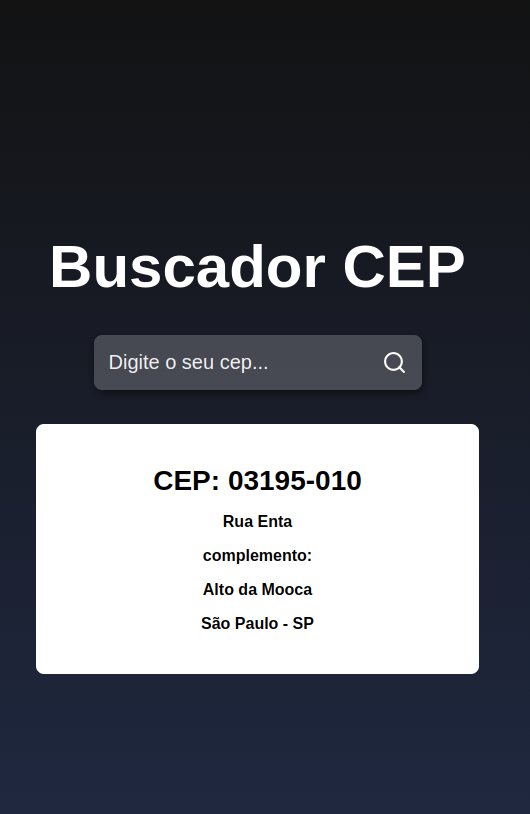 Buscador CEP
Digite o seu cep...
CEP: 03195-010
Rua Enta
complemento:
Alto da Mooca
São Paulo - SP